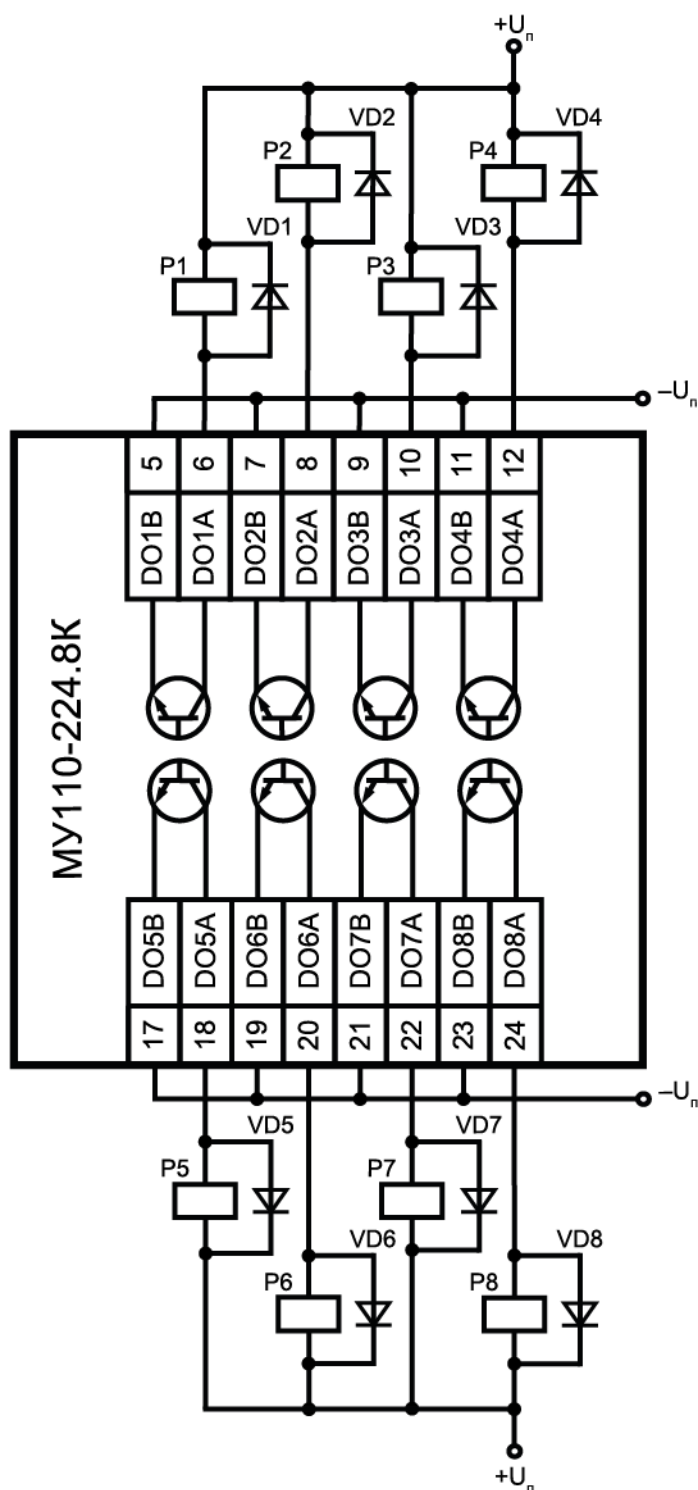 +Uп
VD2
VD4
P2
P4
VD1
VD3
P1
P3
–Uп
5 6 7 8 9 10 11 12
DO1B DO1A DO2B DO2A DO3B DO3A DO4B DO4A
МУ110-224.8К
DO5B DO5A DO6B DO6A DO7B DO7A DO8B DO8A
17 18 19 20 21 22 23 24
–Uп
VD5
VD7
P5
P7
VD6
VD8
P6
P8
+Uп